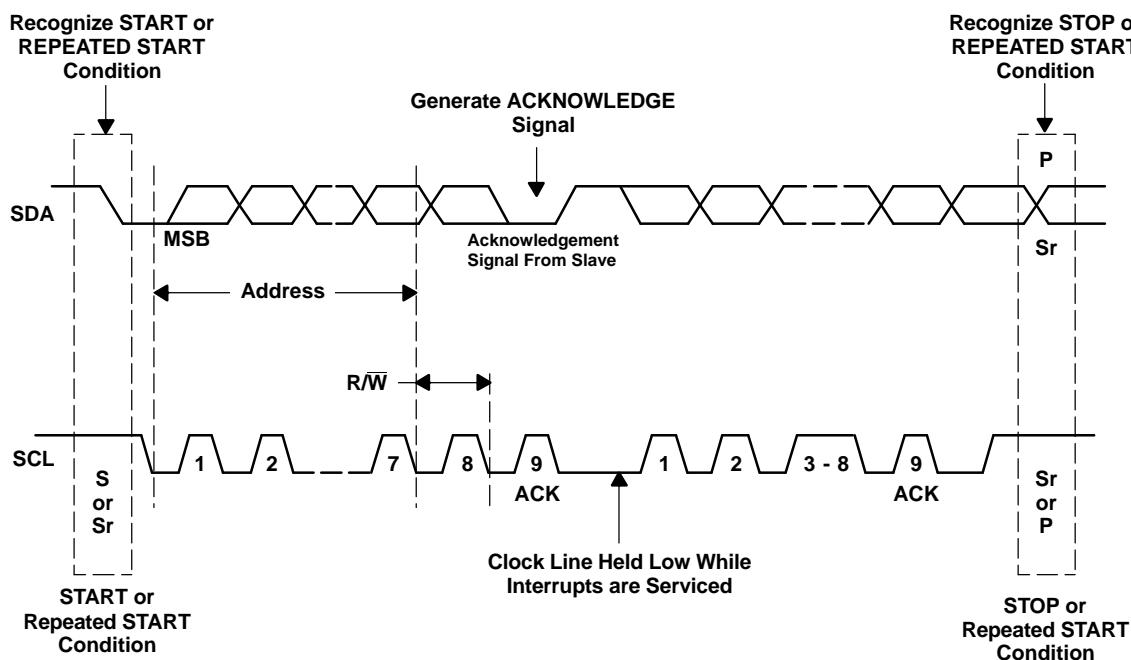 Recognize START or
REPEATED START
Condition
Recognize STOP o
REPEATED START
Condition
Generate ACKNOWLEDGE
Signal
P
SDA
MSB
Acknowledgement
Signal From Slave
Sr
Address
R/W̅
SCL
1
2
7
8
9
1
2
3 - 8
9
ACK
ACK
S
or
Sr
Sr
or
P
Clock Line Held Low While
Interrupts are Serviced
START or
Repeated START
Condition
STOP or
Repeated START
Condition